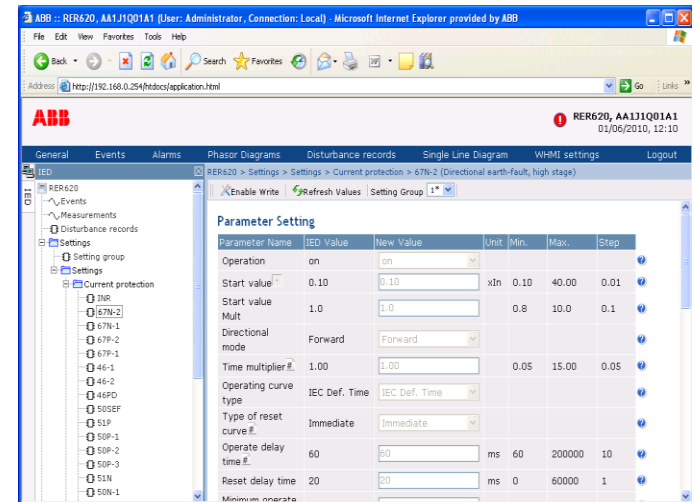 ABB :: RER620, AA1J1Q01A1 (User: Administrator, Connection: Local) - Microsoft Internet Explorer provided by ABB
File Edit View Favorites Tools Help
Back Search Favorites
Address http://192.168.0.254/htdocs/application.html Go Links »
ABB
RER620, AA1J1Q01A1
01/06/2010, 12:10
General Events Alarms Phasor Diagrams Disturbance records Single Line Diagram WHMI settings Logout
IED
IED
RER620 > Settings > Settings > Current protection > 67N-2 (Directional earth-fault, high stage)
RER620
Events
Measurements
Disturbance records
Settings
Setting group
Settings
Current protection
INR
67N-2
67N-1
67P-2
67P-1
46-1
46-2
46PD
50SEF
51P
50P-1
50P-2
50P-3
51N
50N-1
Enable Write Refresh Values Setting Group 1*
Parameter Setting
Parameter Name IED Value New Value Unit Min. Max. Step
Operation on on
Start value * 0.10 0.10 xIn 0.10 40.00 0.01
Start value
Mult 1.0 1.0 0.8 10.0 0.1
Directional
mode Forward Forward
Time multiplier # 1.00 1.00 0.05 15.00 0.05
Operating curve
type IEC Def. Time IEC Def. Time
Type of reset
curve # Immediate Immediate
Operate delay
time # 60 60 ms 60 200000 10
Reset delay time 20 20 ms 0 60000 1
Minimum operate